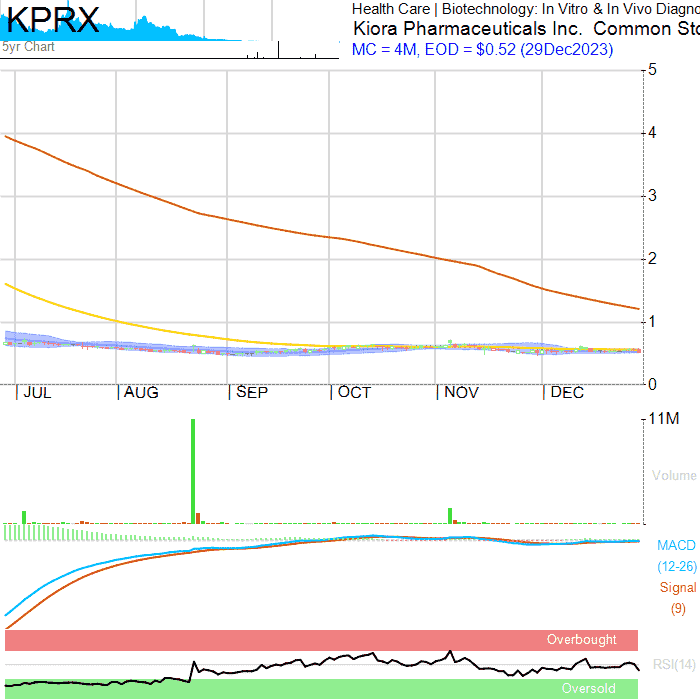 KPRX
5yr Chart
Health Care | Biotechnology: In Vitro & In Vivo Diagno
Kiora Pharmaceuticals Inc.  Common Sto
MC = 4M, EOD = $0.52 (29Dec2023)
5
4
3
2
1
0
JUL
AUG
SEP
OCT
NOV
DEC
11M
Volume
MACD
(12-26)
Signal
(9)
Overbought
RSI(14)
Oversold